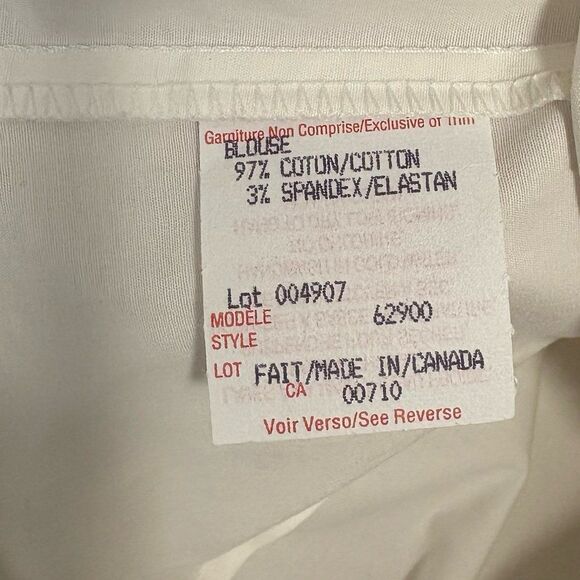 Garniture Non Comprise/Exclusive of Trim
BLOUSE
97% COTON/COTTON
3% SPANDEX/ELASTAN
Lot 004907
MODELE 62900
STYLE
LOT FAIT/MADE IN/CANADA
CA 00710
Voir Verso/See Reverse